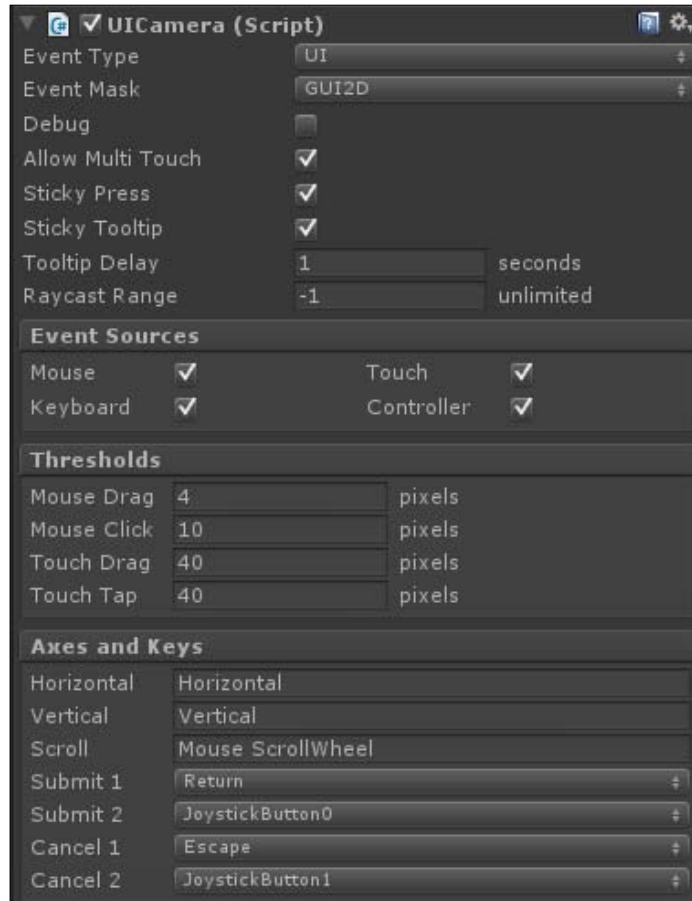 UICamera (Script)
Event Type UI
Event Mask GUI2D
Debug
Allow Multi Touch
Sticky Press
Sticky Tooltip
Tooltip Delay 1 seconds
Raycast Range -1 unlimited
Event Sources
Mouse Touch
Keyboard Controller
Thresholds
Mouse Drag 4 pixels
Mouse Click 10 pixels
Touch Drag 40 pixels
Touch Tap 40 pixels
Axes and Keys
Horizontal Horizontal
Vertical Vertical
Scroll Mouse ScrollWheel
Submit 1 Return
Submit 2 JoystickButton0
Cancel 1 Escape
Cancel 2 JoystickButton1